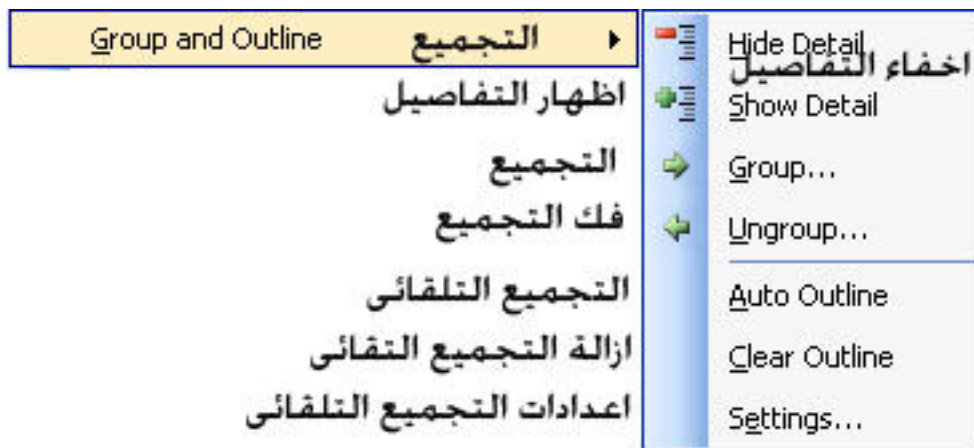 Group and Outline التجميع
Hide Detail
اخفاء التفاصيل
اظهار التفاصيل
Show Detail
التجميع
Group...
فك التجميع
Ungroup...
التجميع التلقائى
Auto Outline
ازالة التجميع التقائى
Clear Outline
اعدادات التجميع التلقائى
Settings...